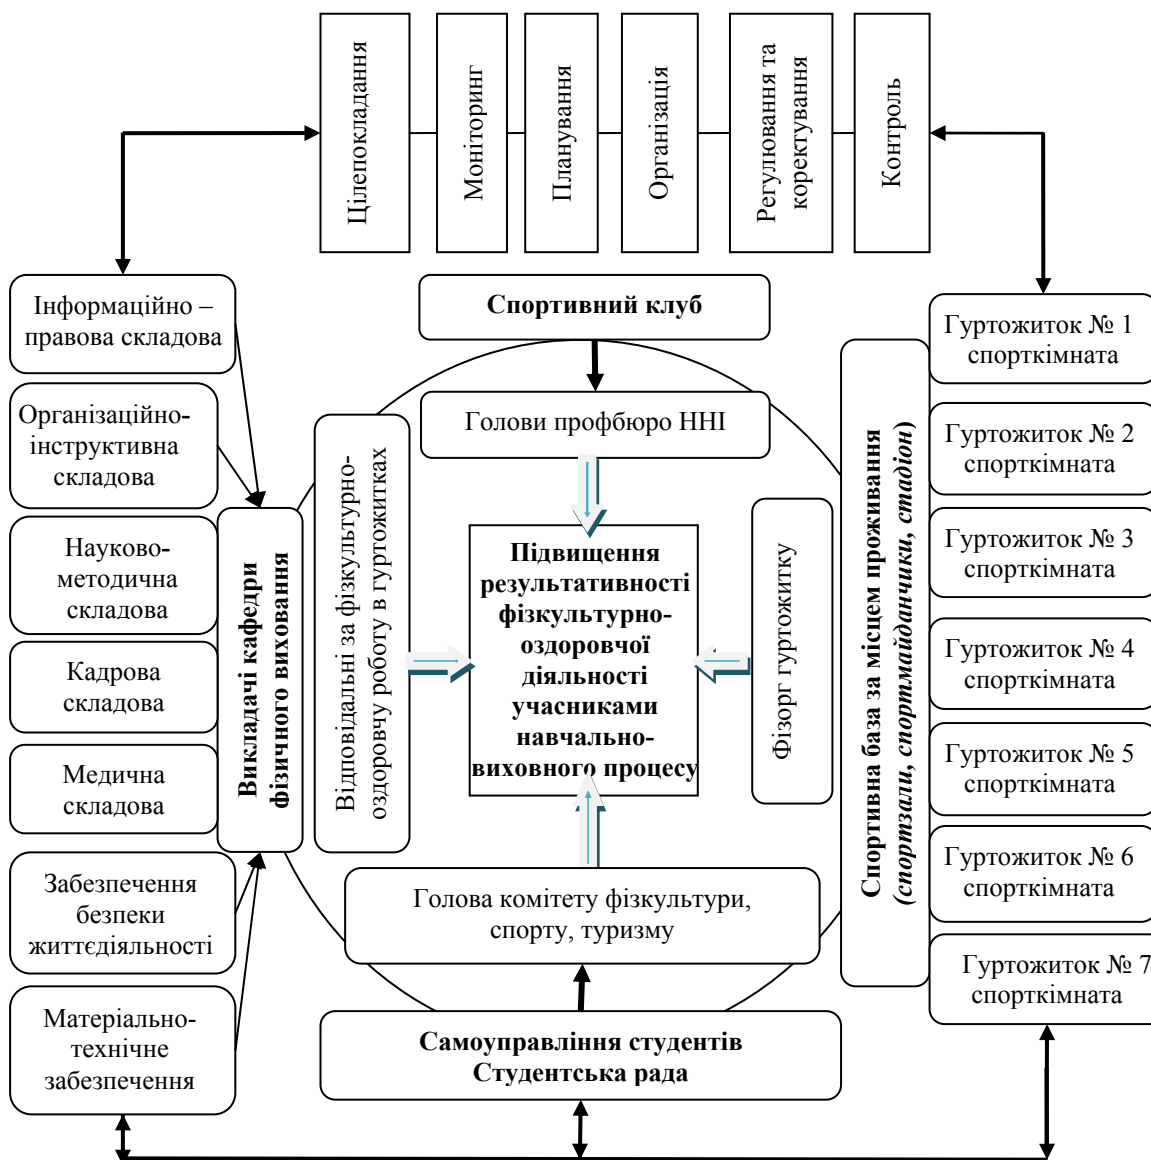 Цілепокладання
Моніторинг
Планування
Організація
Регулювання та
коректування
Контроль
Спортивний клуб
Голови профбюро ННІ
Інформаційно –
правова складова
Організаційно-
інструктивна
складова
Науково-
методична
складова
Кадрова
складова
Медична
складова
Забезпечення
безпеки
життєдіяльності
Матеріально-
технічне
забезпечення
Викладачі кафедри
фізичного виховання
Відповідальні за фізкультурно-
оздоровчу роботу в гуртожитках
Підвищення
результативності
фізкультурно-
оздоровчої
діяльності
учасниками
навчально-
виховного процесу
Фізорг гуртожитку
Спортивна база за місцем проживання
(спортзали, спортмайданчики, стадіон)
Гуртожиток № 1
спорткімната
Гуртожиток № 2
спорткімната
Гуртожиток № 3
спорткімната
Гуртожиток № 4
спорткімната
Гуртожиток № 5
спорткімната
Гуртожиток № 6
спорткімната
Гуртожиток № 7
спорткімната
Голова комітету фізкультури,
спорту, туризму
Самоуправління студентів
Студентська рада